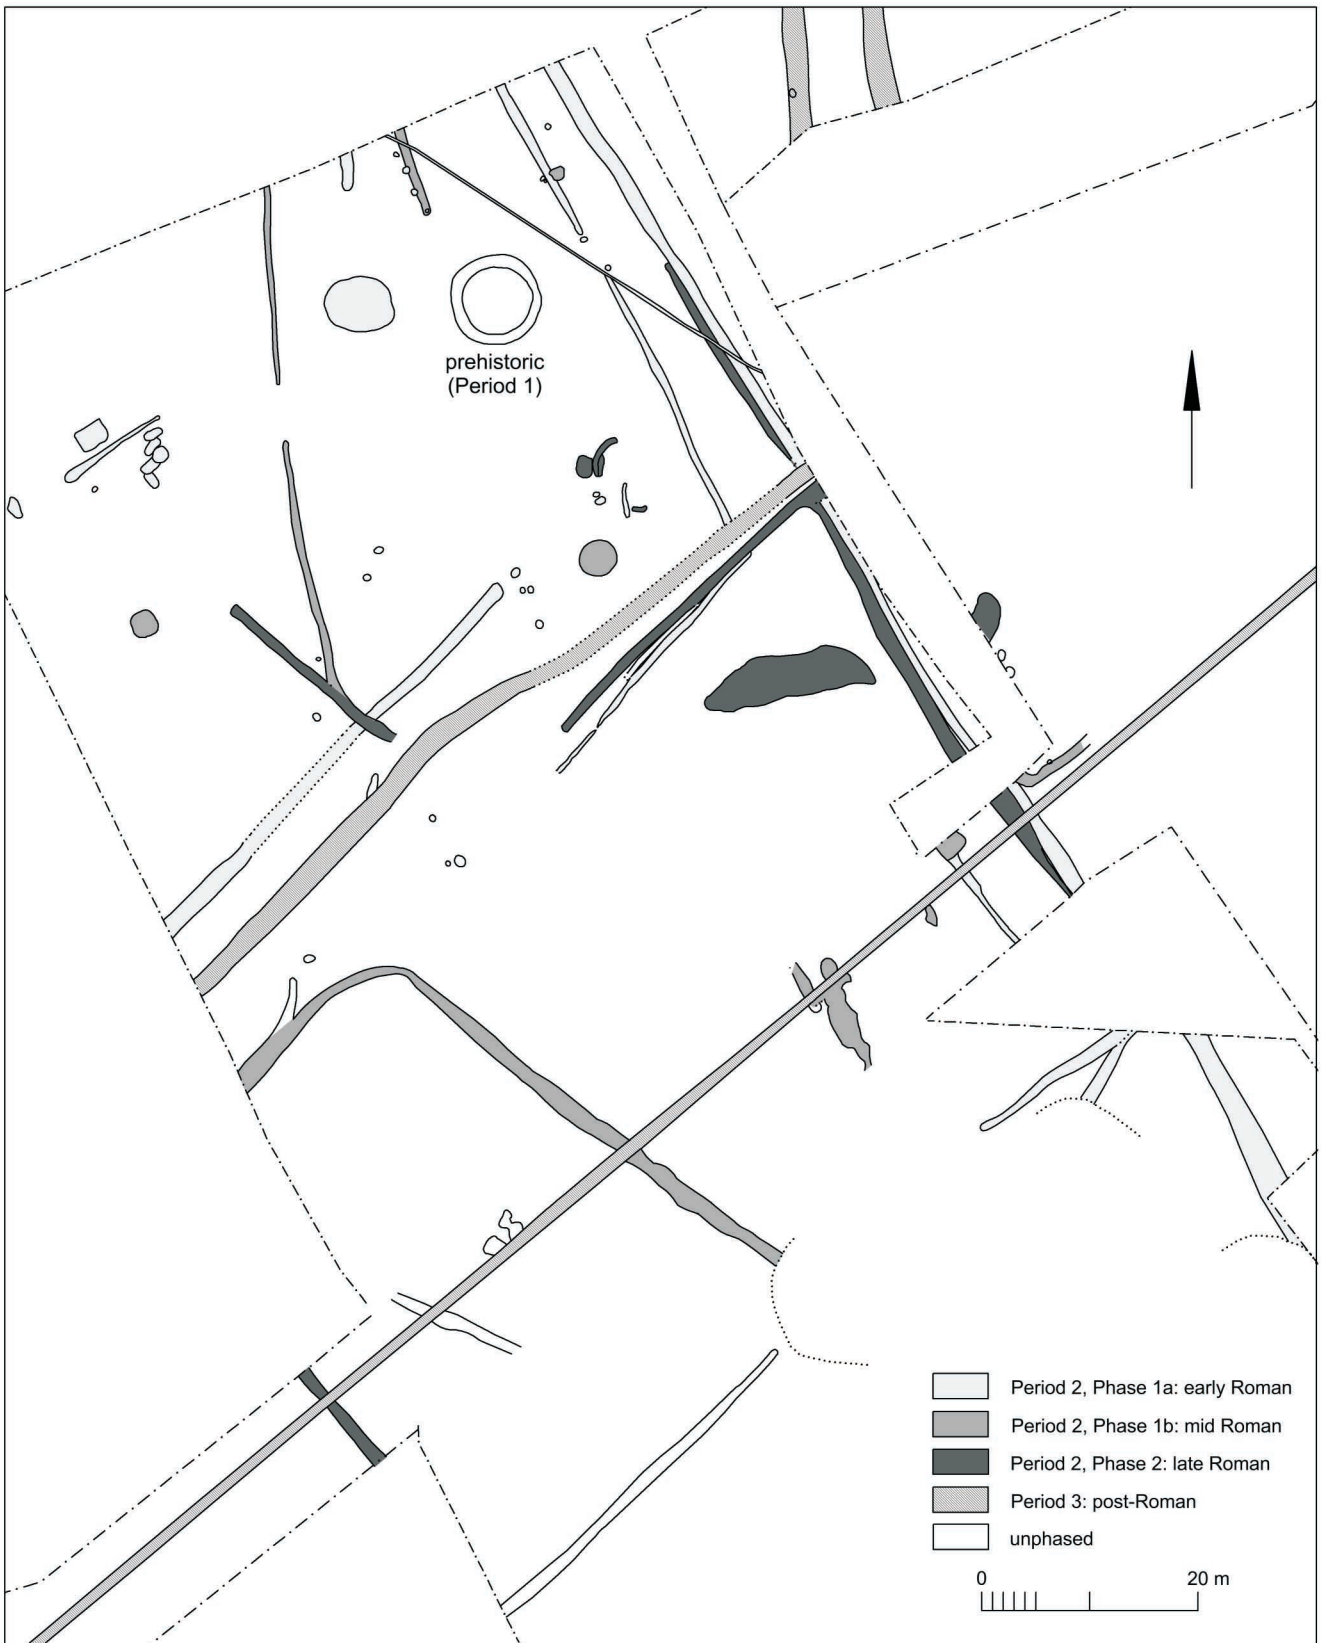 prehistoric
(Period 1)
Period 2, Phase 1a: early Roman
Period 2, Phase 1b: mid Roman
Period 2, Phase 2: late Roman
Period 3: post-Roman
unphased
0 20 m